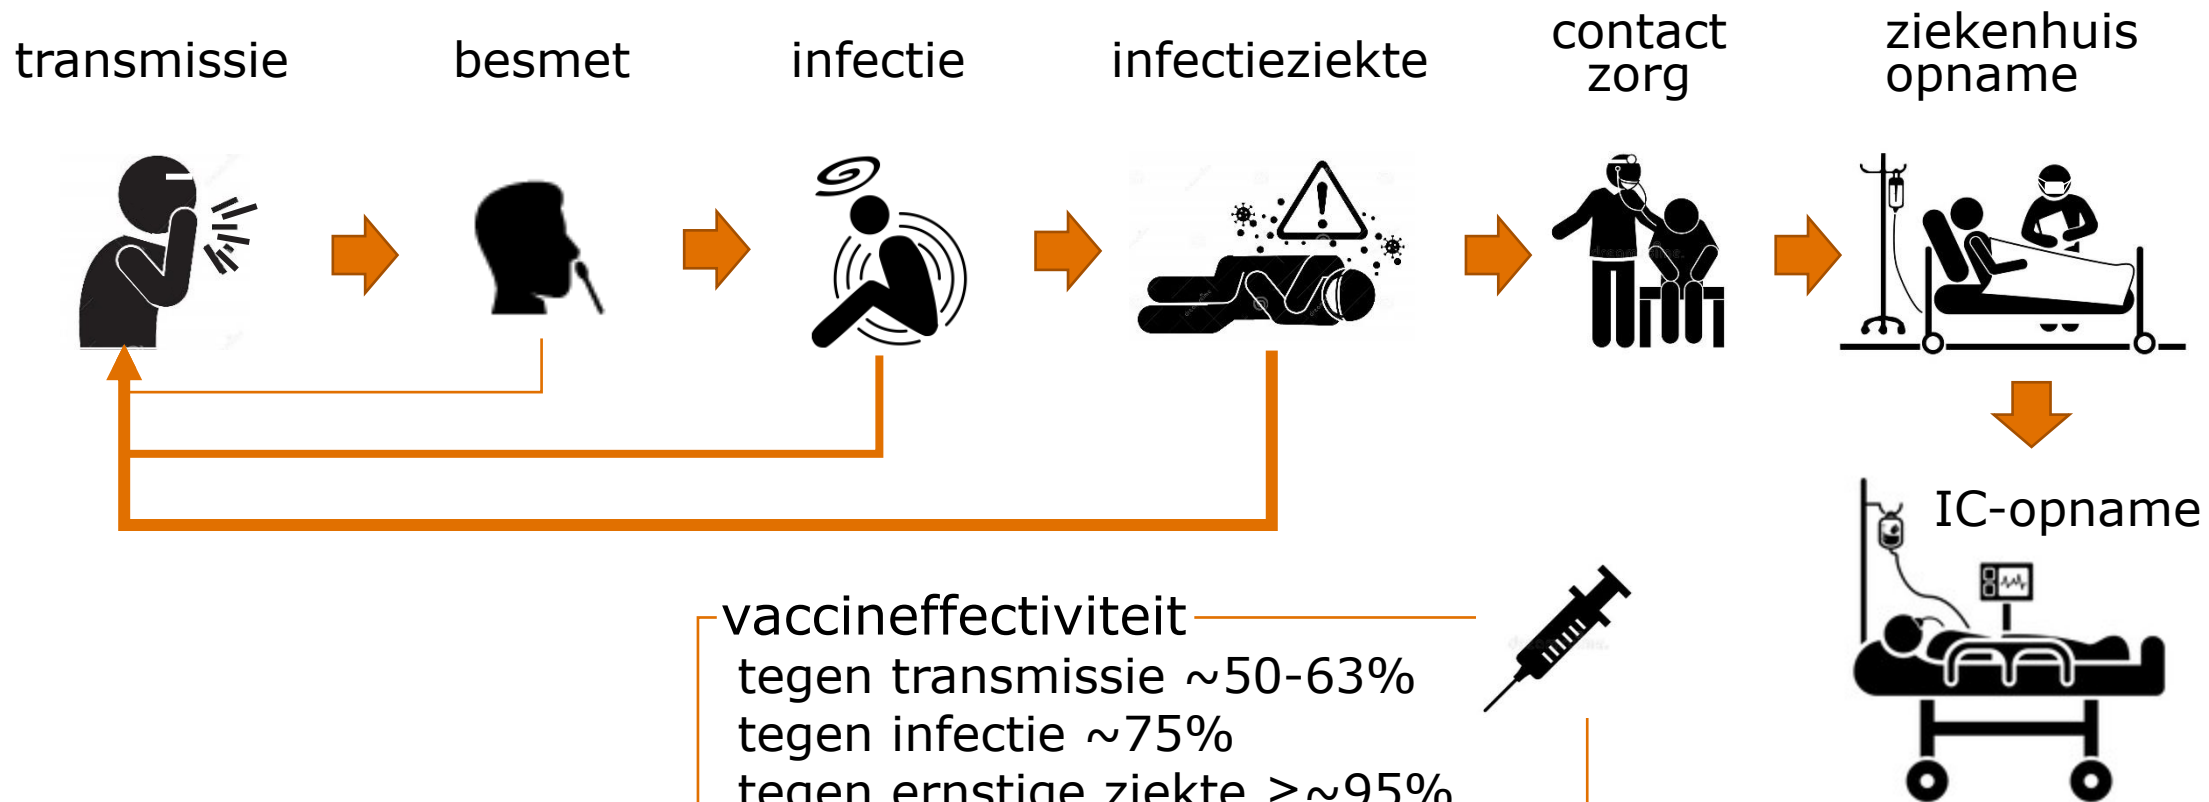 transmissie
besmet
infectie
infectieziekte
contact
zorg
ziekenhuis
opname
IC-opname
vaccineffectiviteit
tegen transmissie ~50-63%
tegen infectie ~75%
tegen ernstige ziekte >~95%